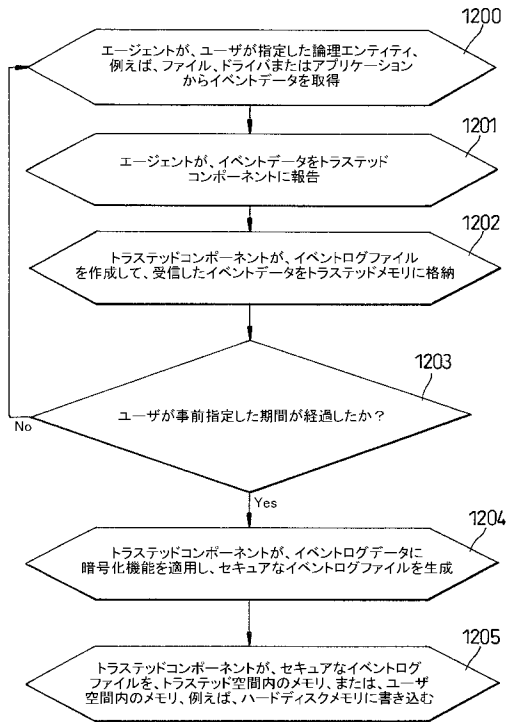 1200
エージェントが、ユーザが指定した論理エンティティ、
例えば、ファイル、ドライバまたはアプリケーション
からイベントデータを取得
1201
エージェントが、イベントデータをトラステッド
コンポーネントに報告
1202
トラステッドコンポーネントが、イベントログファイル
を作成して、受信したイベントデータをトラステッドメモリに格納
1203
ユーザが事前指定した期間が経過したか？
No
Yes
1204
トラステッドコンポーネントが、イベントログデータに
暗号化機能を適用し、セキュアなイベントログファイルを生成
1205
トラステッドコンポーネントが、セキュアなイベントログ
ファイルを、トラステッド空間内のメモリ、または、ユーザ
空間内のメモリ、例えば、ハードディスクメモリに書き込む